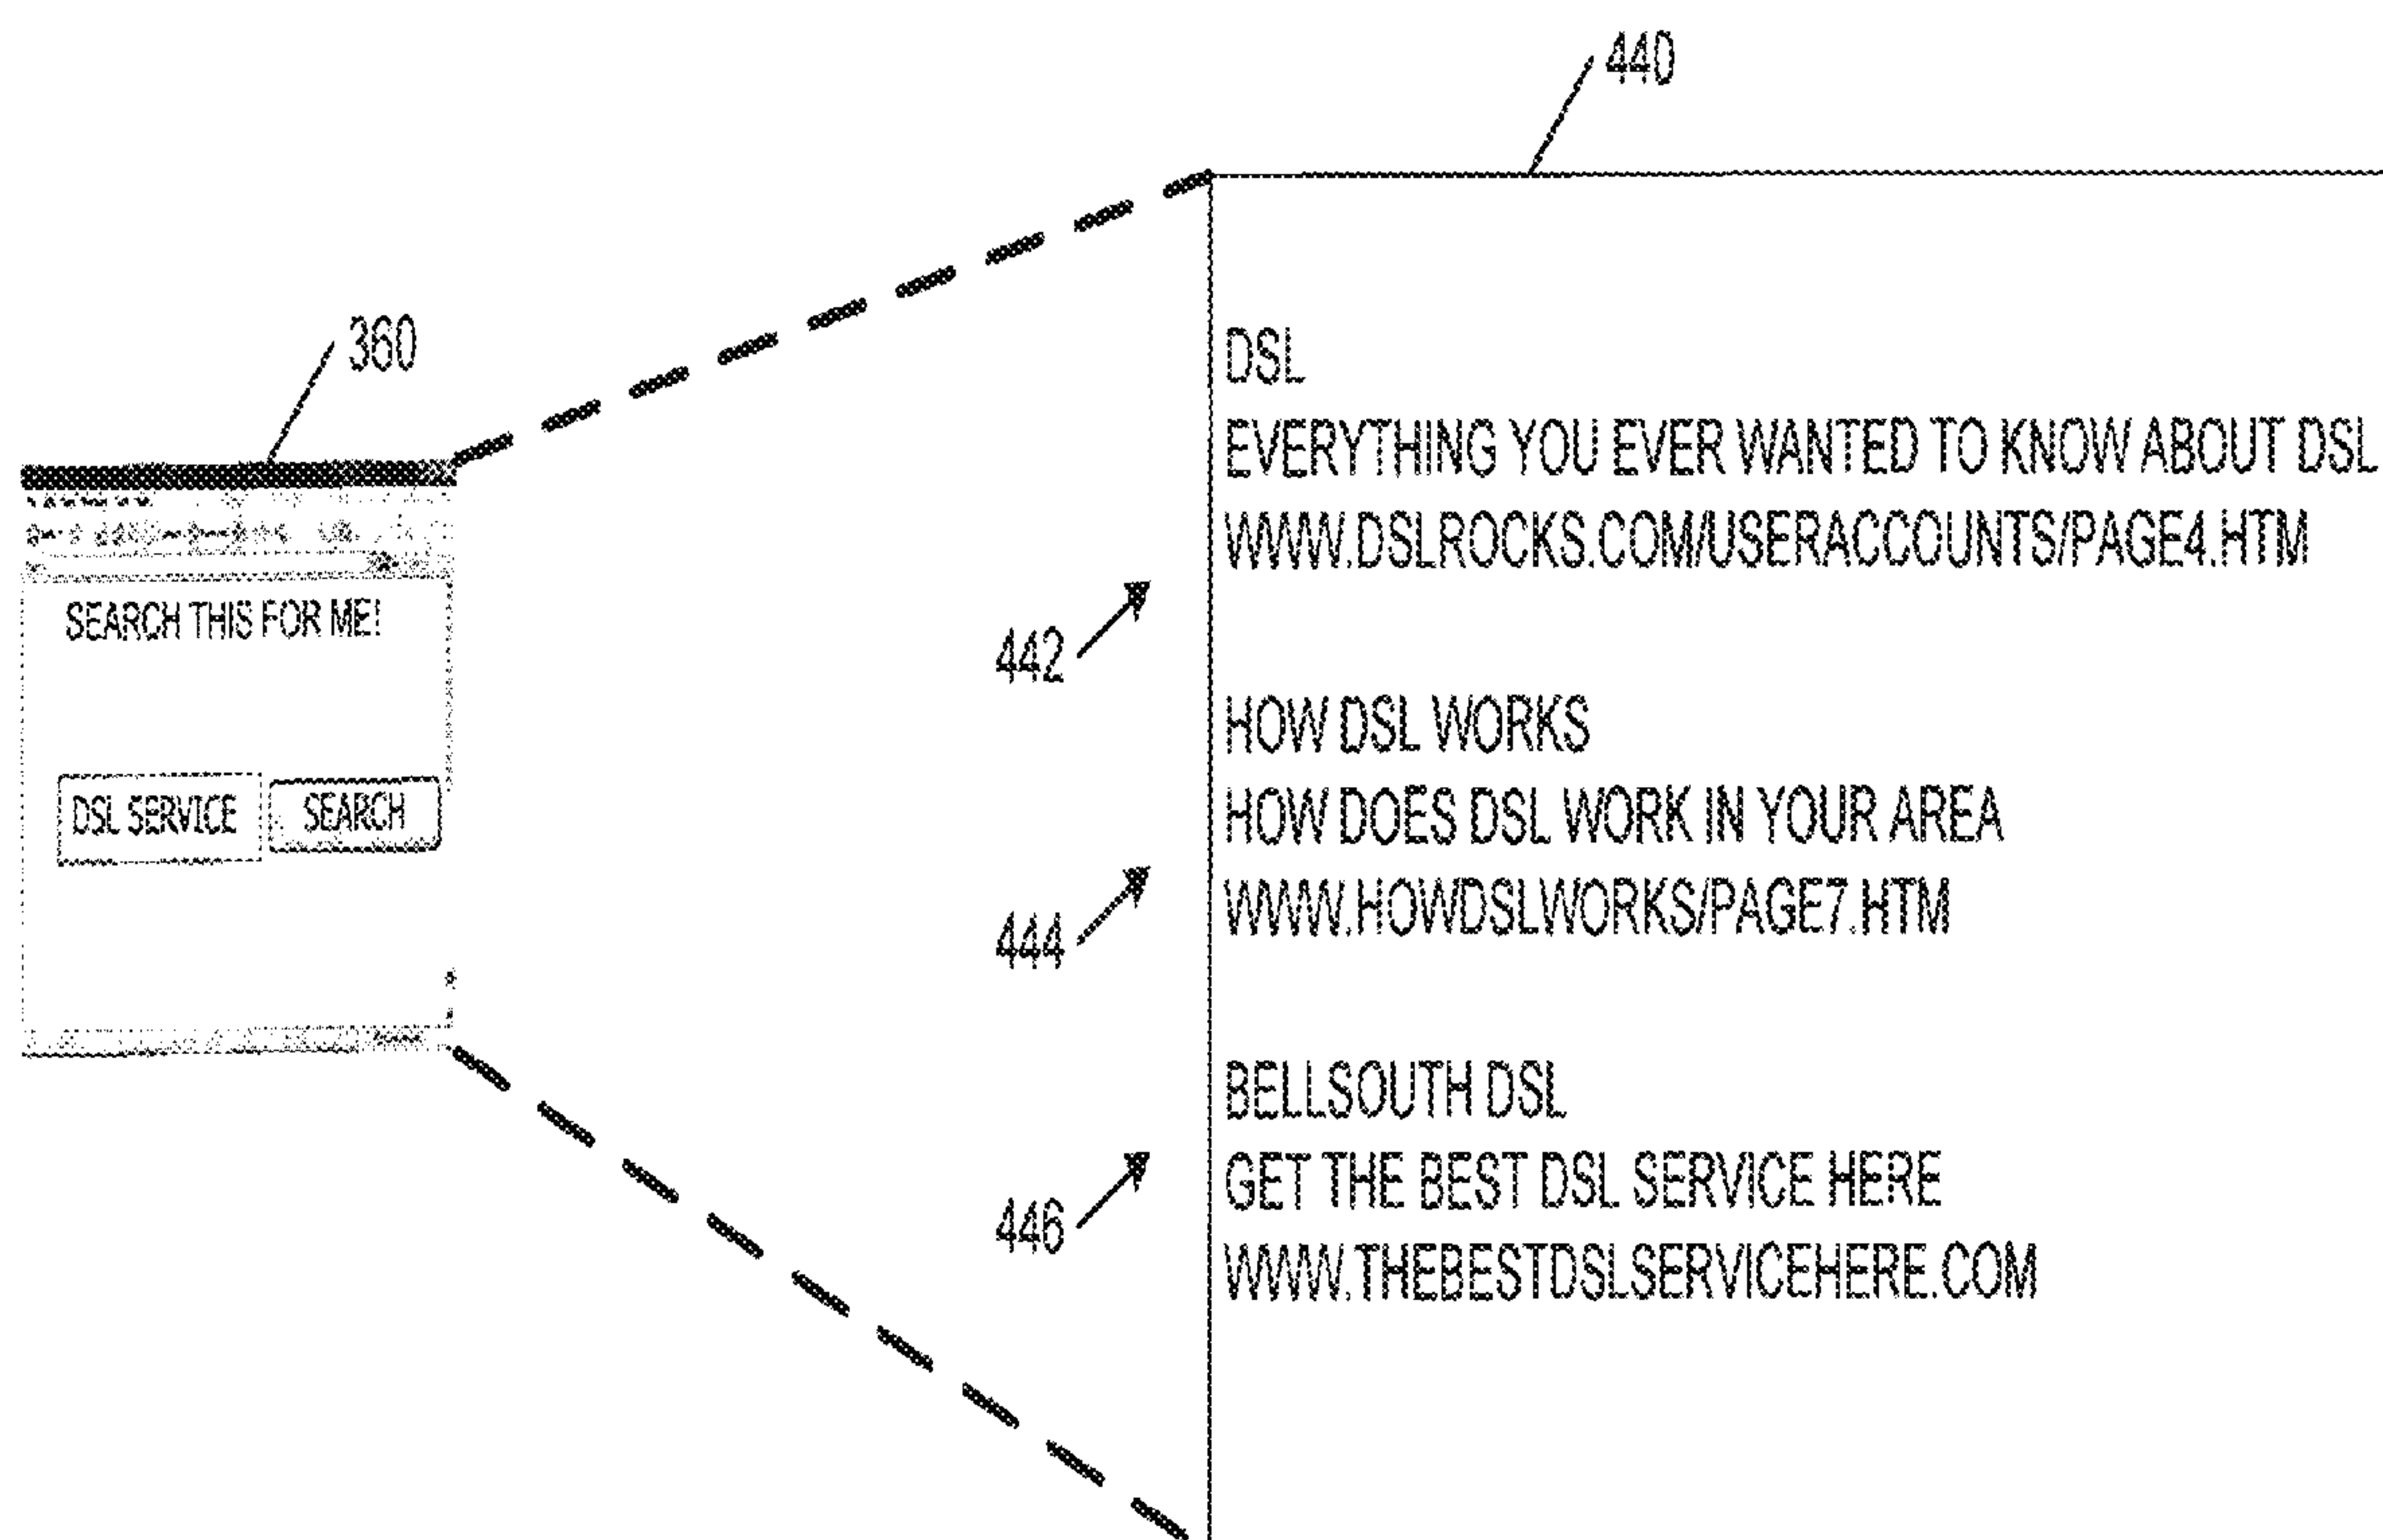 440
360
SEARCH THIS FOR ME!
DSL SERVICE
SEARCH
DSL
EVERYTHING YOU EVER WANTED TO KNOW ABOUT DSL
WWW.DSLROCKS.COM/USERACCOUNTS/PAGE4.HTM
442
HOW DSL WORKS
HOW DOES DSL WORK IN YOUR AREA
WWW.HOWDSLWORKS/PAGE7.HTM
444
BELLSOUTH DSL
GET THE BEST DSL SERVICE HERE
WWW.THEBESTDSLSERVICEHERE.COM
446